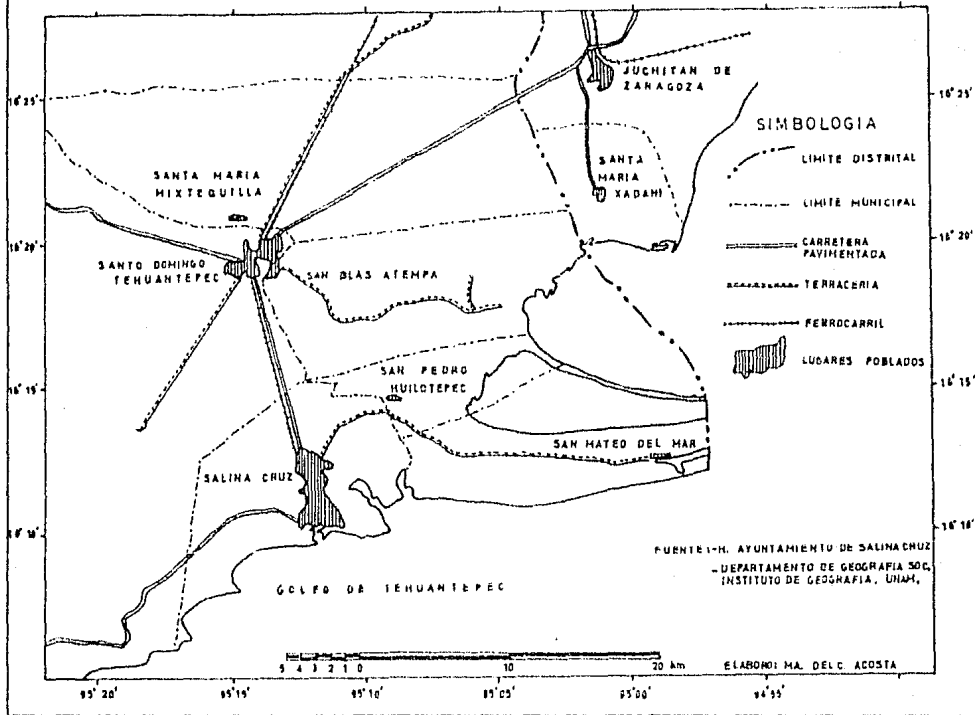 JUCHITAN DE
ZARAGOZA
16° 25'
16° 25'
SIMBOLOGIA
LIMITE DISTRITAL
SANTA MARIA
MIXTEQUILLA
SANTA
MARIA
XADANI
LIMITE MUNICIPAL
16° 20'
16° 20'
CARRETERA
PAVIMENTADA
SANTO DOMINGO
TEHUANTEPEC
SAN BLAS ATEMPA
TERRACERIA
FERROCARRIL
LUGARES POBLADOS
16° 15'
16° 15'
SAN PEDRO
HUILOTEPEC
SAN MATEO DEL MAR
SALINA CRUZ
16° 10'
16° 10'
FUENTE:-H. AYUNTAMIENTO DE SALINA CRUZ
-DEPARTAMENTO DE GEOGRAFIA SOC,
INSTITUTO DE GEOGRAFIA, UNAM,
GOLFO DE TEHUANTEPEC
5 4 3 2 1 0 10 20 km
ELABORO: MA. DEL C. ACOSTA
95° 20' 95° 15' 95° 10' 95° 05' 95° 00' 94° 55'